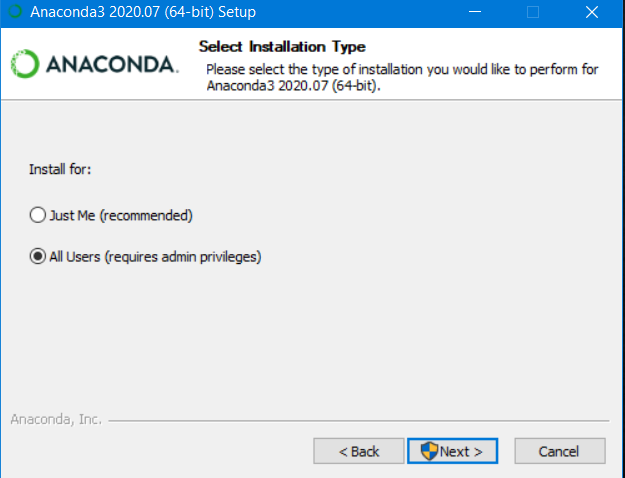 Anaconda3 2020.07 (64-bit) Setup
ANACONDA.
Select Installation Type
Please select the type of installation you would like to perform for
Anaconda3 2020.07 (64-bit).
Install for:
Just Me (recommended)
All Users (requires admin privileges)
Anaconda, Inc.
< Back
Next >
Cancel